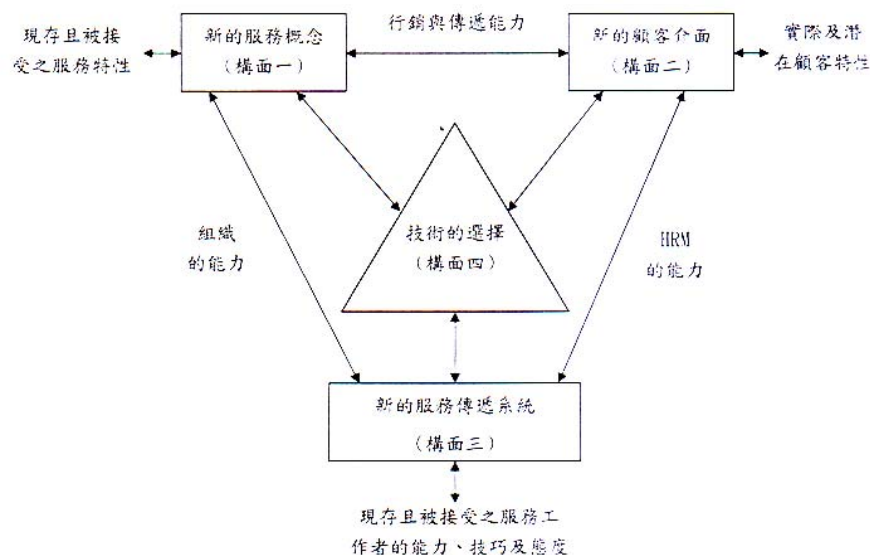 現存且被接
受之服務特性
新的服務概念
（構面一）
行銷與傳遞能力
新的顧客介面
（構面二）
實際及潛
在顧客特性
組織
的能力
技術的選擇
（構面四）
HRM
的能力
新的服務傳遞系統
（構面三）
現存且被接受之服務工
作者的能力、技巧及態度